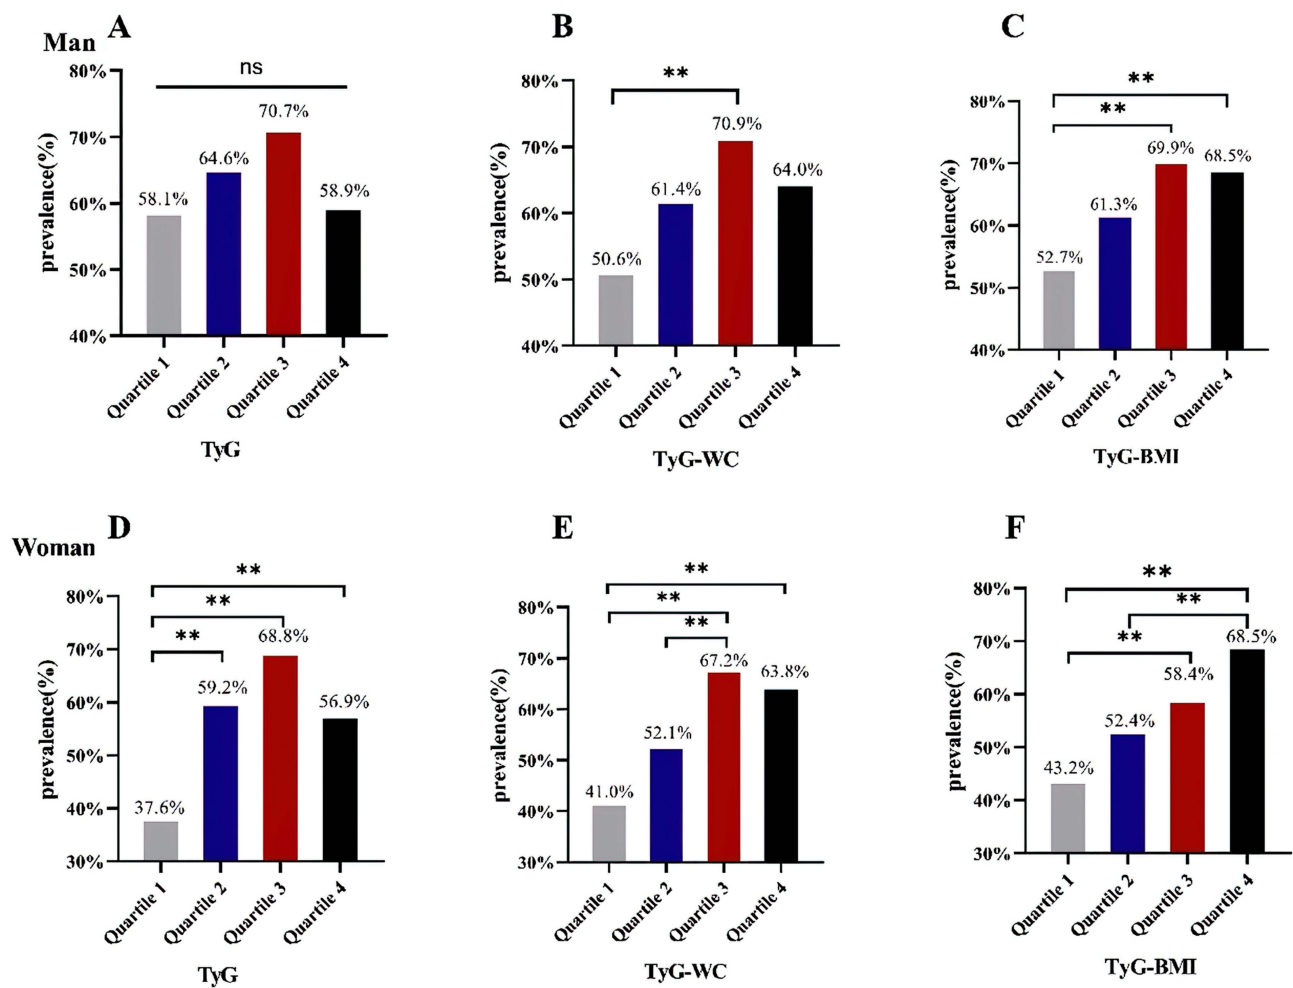 Man
A
ns
80%
70%
60%
50%
40%
prevalence(%)
58.1%
64.6%
70.7%
58.9%
Quartile 1
Quartile 2
Quartile 3
Quartile 4
TyG
B
**
80%
70%
60%
50%
40%
prevalence(%)
50.6%
61.4%
70.9%
64.0%
Quartile 1
Quartile 2
Quartile 3
Quartile 4
TyG-WC
C
**
**
80%
70%
60%
50%
40%
prevalence(%)
52.7%
61.3%
69.9%
68.5%
Quartile 1
Quartile 2
Quartile 3
Quartile 4
TyG-BMI
Woman
D
**
**
**
80%
70%
60%
50%
40%
30%
prevalence(%)
37.6%
59.2%
68.8%
56.9%
Quartile 1
Quartile 2
Quartile 3
Quartile 4
TyG
E
**
**
**
80%
70%
60%
50%
40%
30%
prevalence(%)
41.0%
52.1%
67.2%
63.8%
Quartile 1
Quartile 2
Quartile 3
Quartile 4
TyG-WC
F
**
**
**
80%
70%
60%
50%
40%
30%
prevalence(%)
43.2%
52.4%
58.4%
68.5%
Quartile 1
Quartile 2
Quartile 3
Quartile 4
TyG-BMI